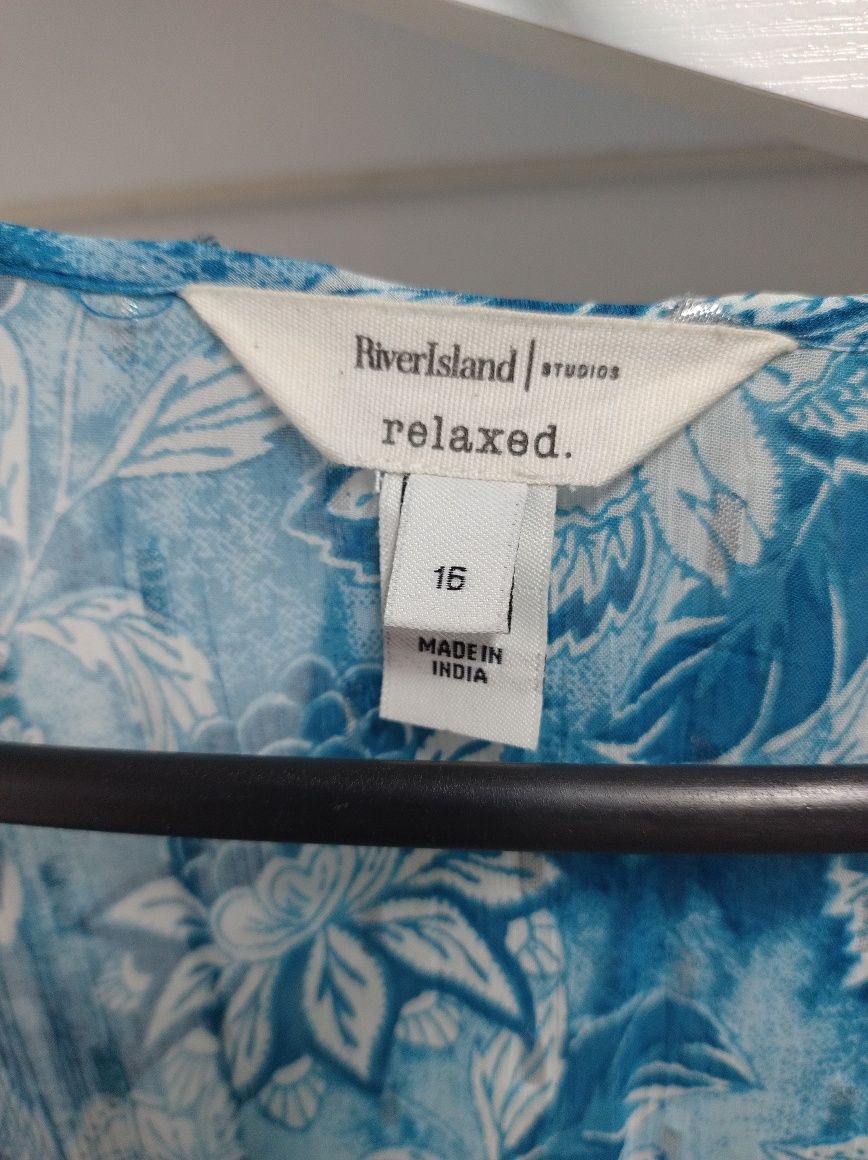 RiverIsland | STUDIOS
relaxed.
16
MADE IN
INDIA